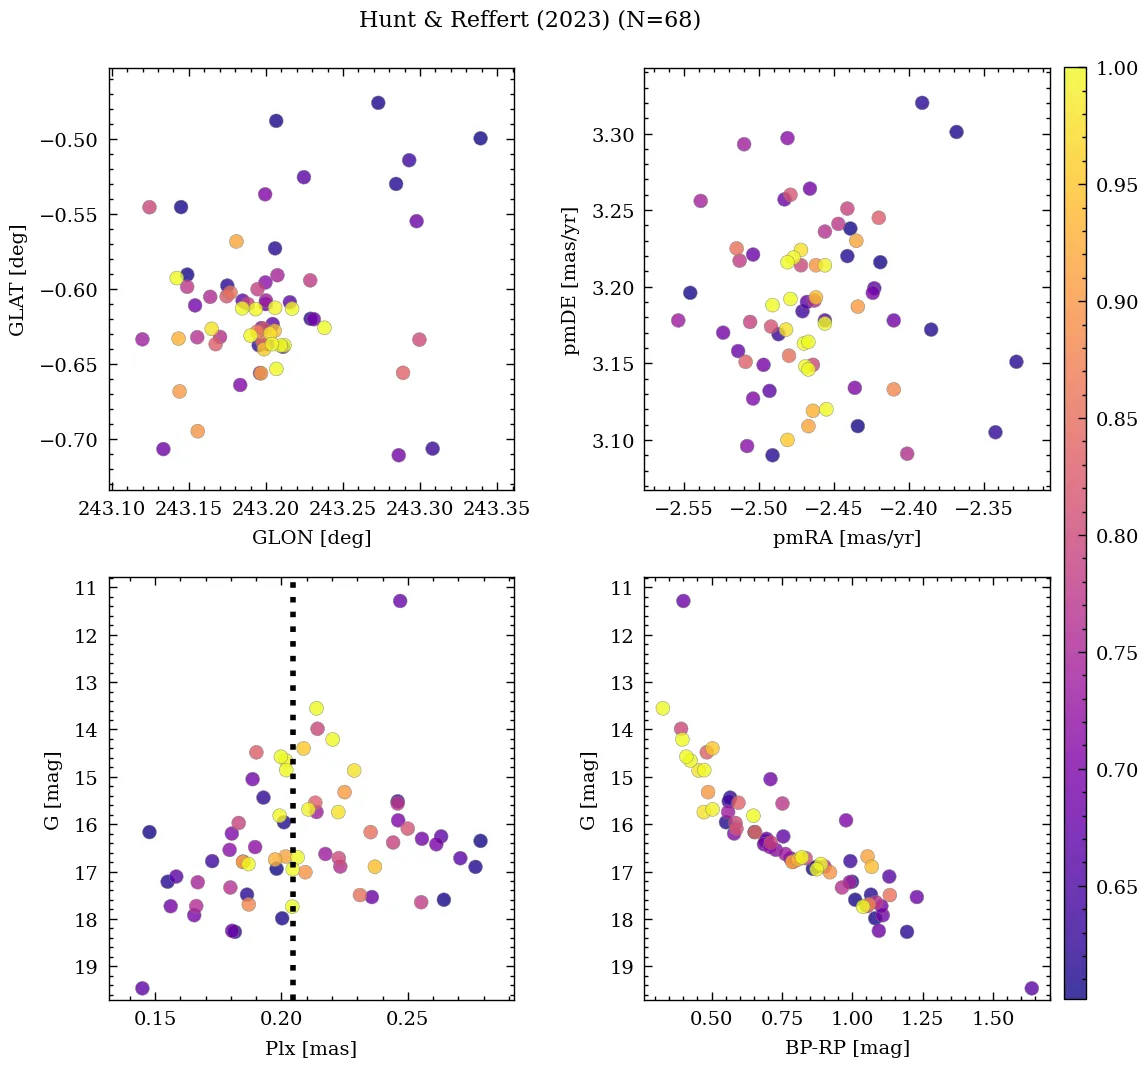 Hunt & Reffert (2023) (N=68)
−0.50
−0.55
−0.60
−0.65
−0.70
GLAT [deg]
243.10 243.15 243.20 243.25 243.30 243.35
GLON [deg]
3.30
3.25
3.20
3.15
3.10
pmDE [mas/yr]
−2.55 −2.50 −2.45 −2.40 −2.35
pmRA [mas/yr]
11
12
13
14
15
16
17
18
19
G [mag]
0.15 0.20 0.25
Plx [mas]
11
12
13
14
15
16
17
18
19
G [mag]
0.50 0.75 1.00 1.25 1.50
BP-RP [mag]
1.00
0.95
0.90
0.85
0.80
0.75
0.70
0.65